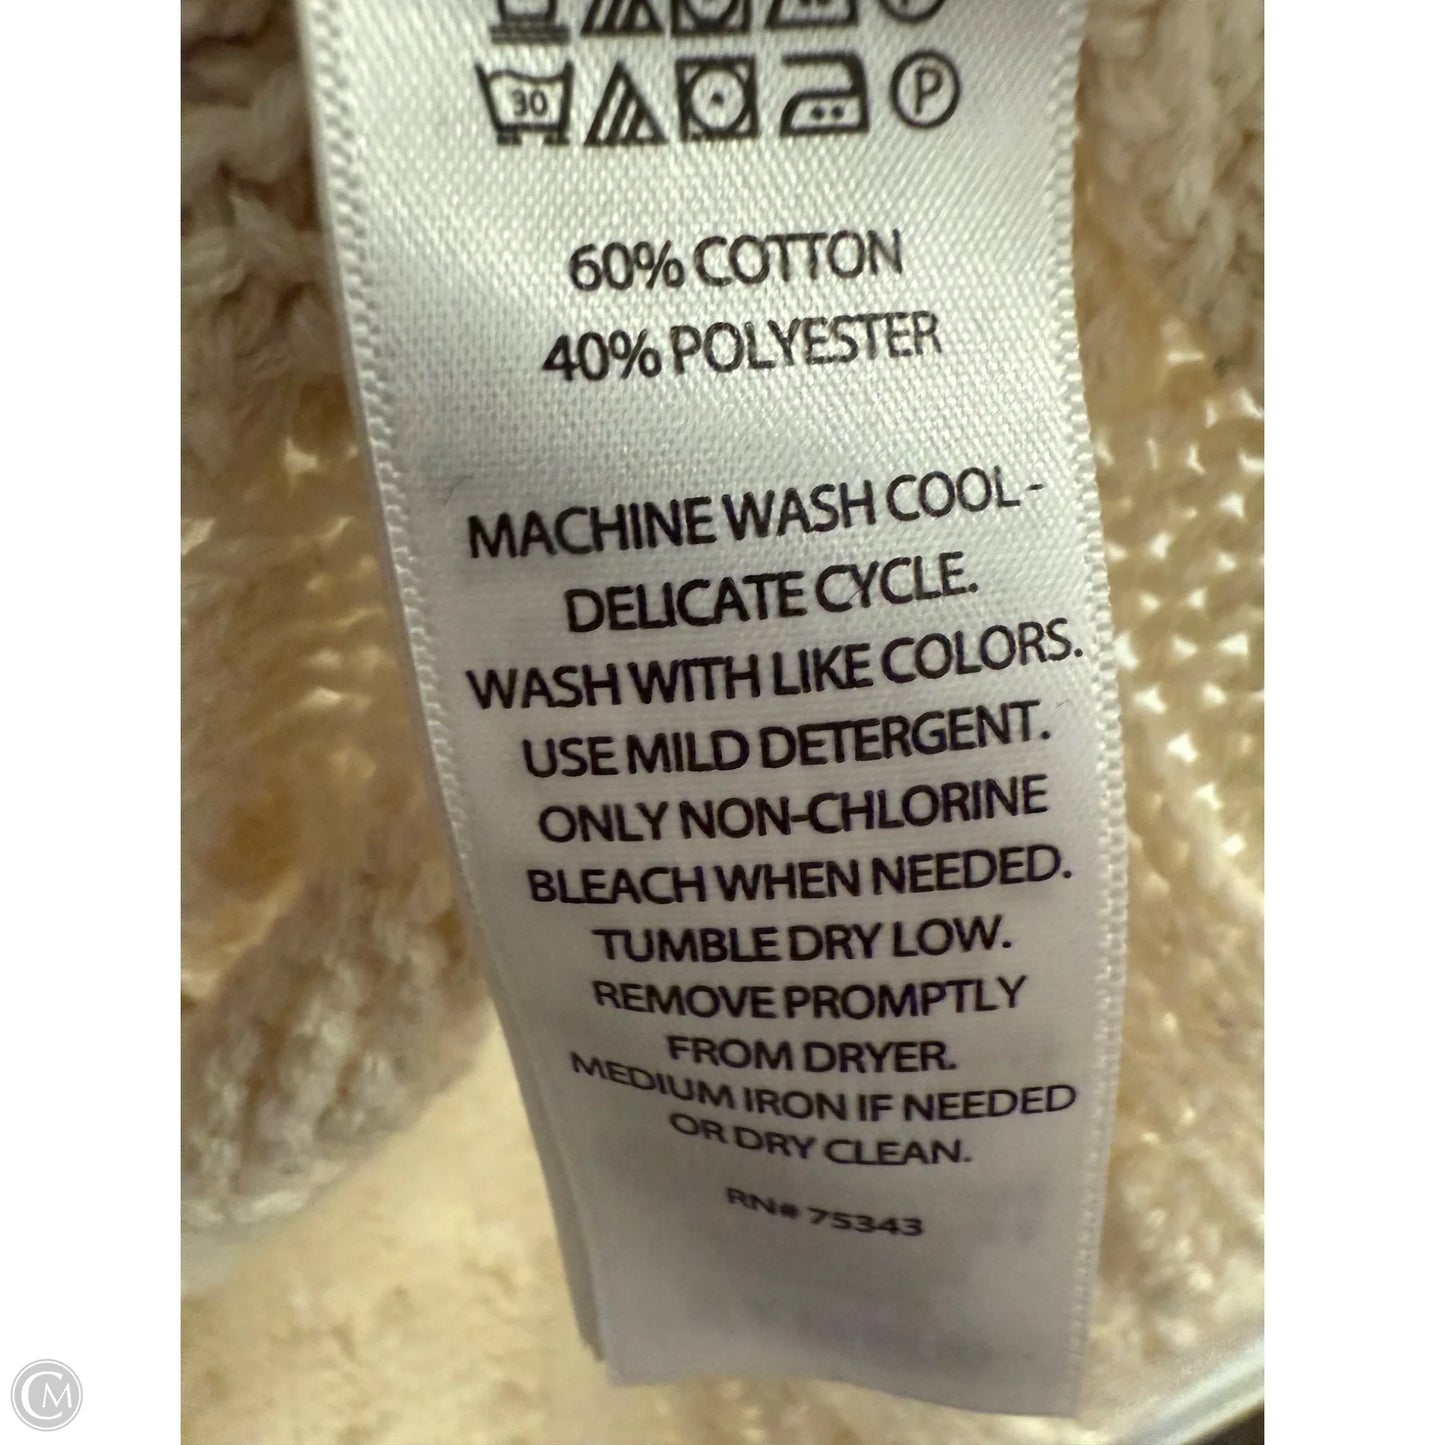 30
P
60% COTTON
40% POLYESTER
MACHINE WASH COOL -
DELICATE CYCLE.
WASH WITH LIKE COLORS.
USE MILD DETERGENT.
ONLY NON-CHLORINE
BLEACH WHEN NEEDED.
TUMBLE DRY LOW.
REMOVE PROMPTLY
FROM DRYER.
MEDIUM IRON IF NEEDED
OR DRY CLEAN.
RN# 75343
CM